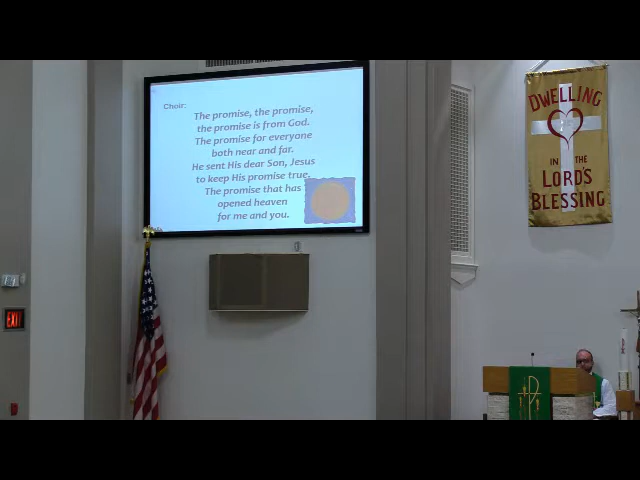 Choir:
The promise, the promise,
the promise is from God.
The promise for everyone
both near and far.
He sent His dear Son, Jesus
to keep His promise true.
The promise that has
opened heaven
for me and you.
DWELLING
IN THE
LORD'S
BLESSING
EXIT